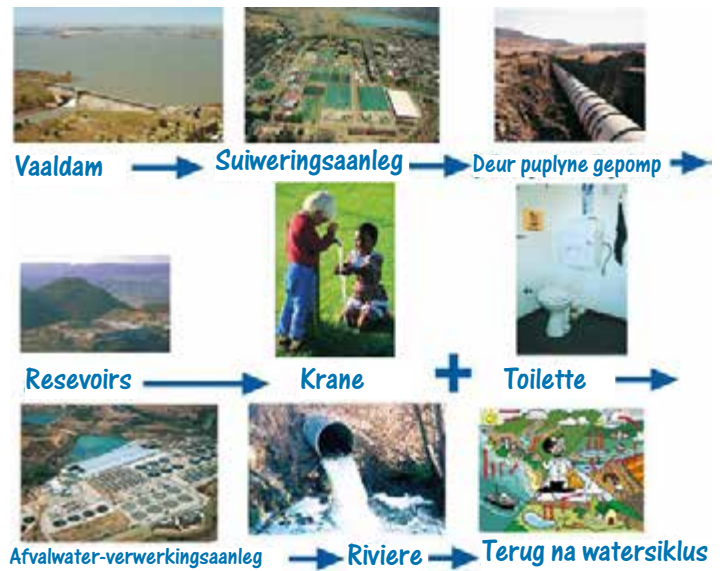 Vaaldam
Suiweringsaanleg
Deur puplyne gepomp
Resevoirs
Krane
+
Toilette
Afvalwater-verwerkingsaanleg
Riviere
Terug na watersiklus